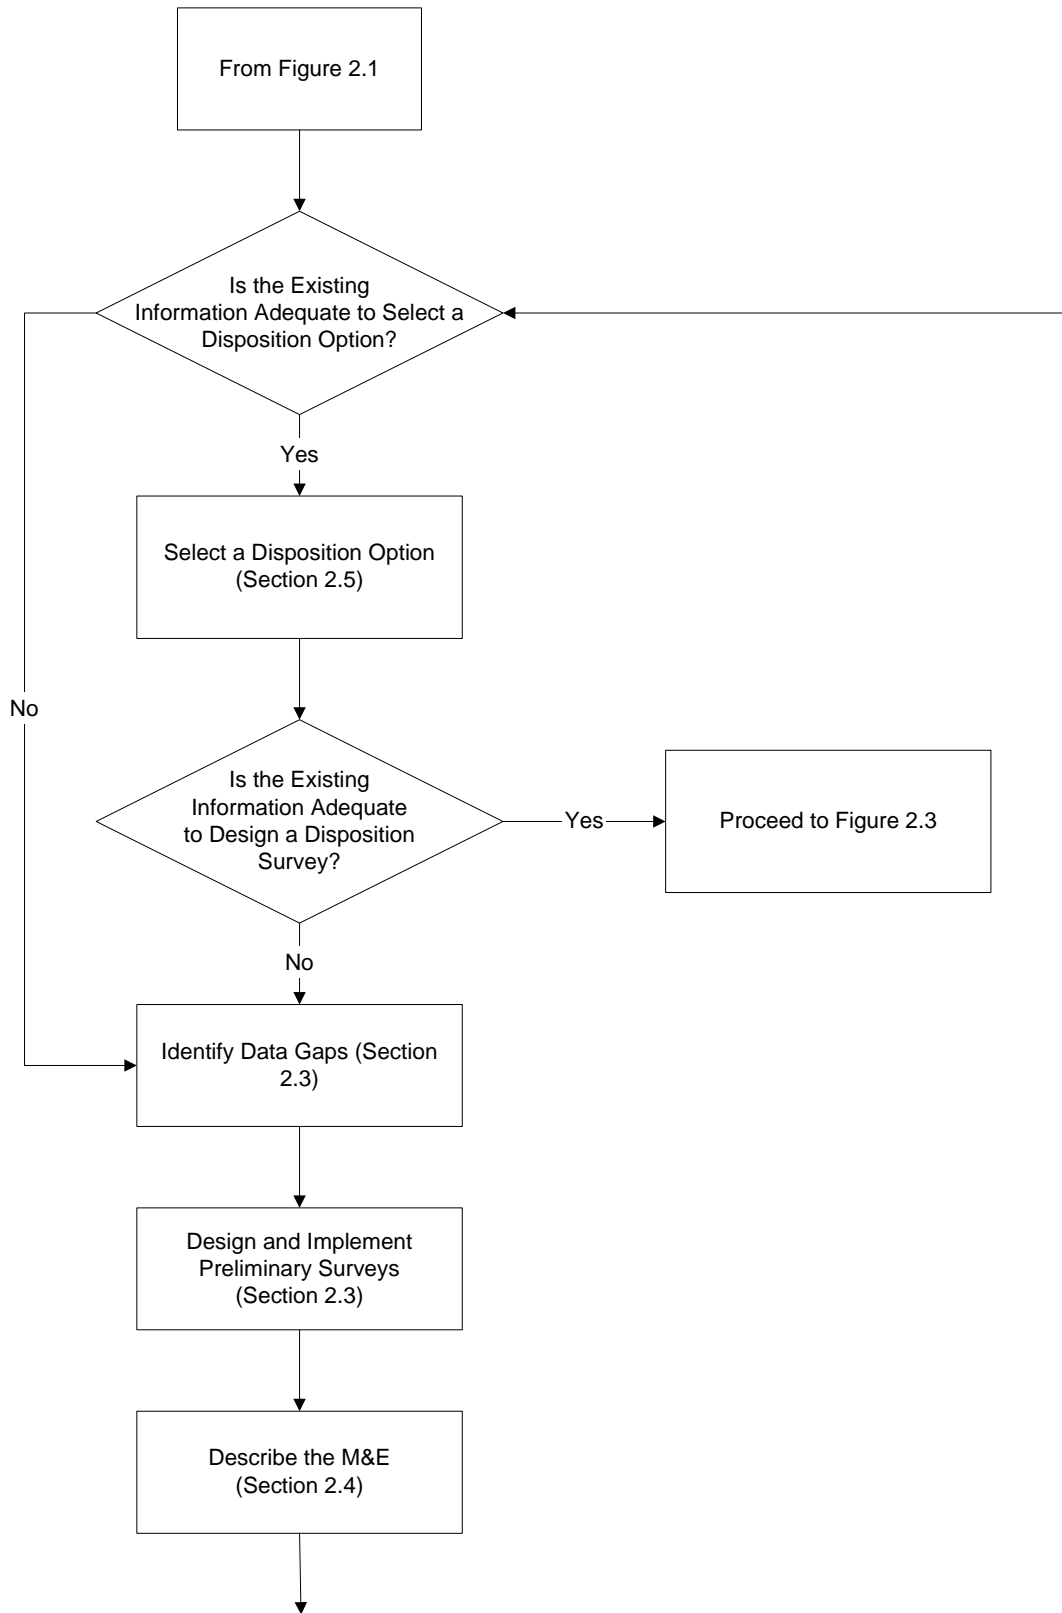 From Figure 2.1
Is the Existing
Information Adequate to Select a
Disposition Option?
Yes
Select a Disposition Option
(Section 2.5)
No
Is the Existing
Information Adequate
to Design a Disposition
Survey?
Yes
Proceed to Figure 2.3
No
Identify Data Gaps (Section
2.3)
Design and Implement
Preliminary Surveys
(Section 2.3)
Describe the M&E
(Section 2.4)